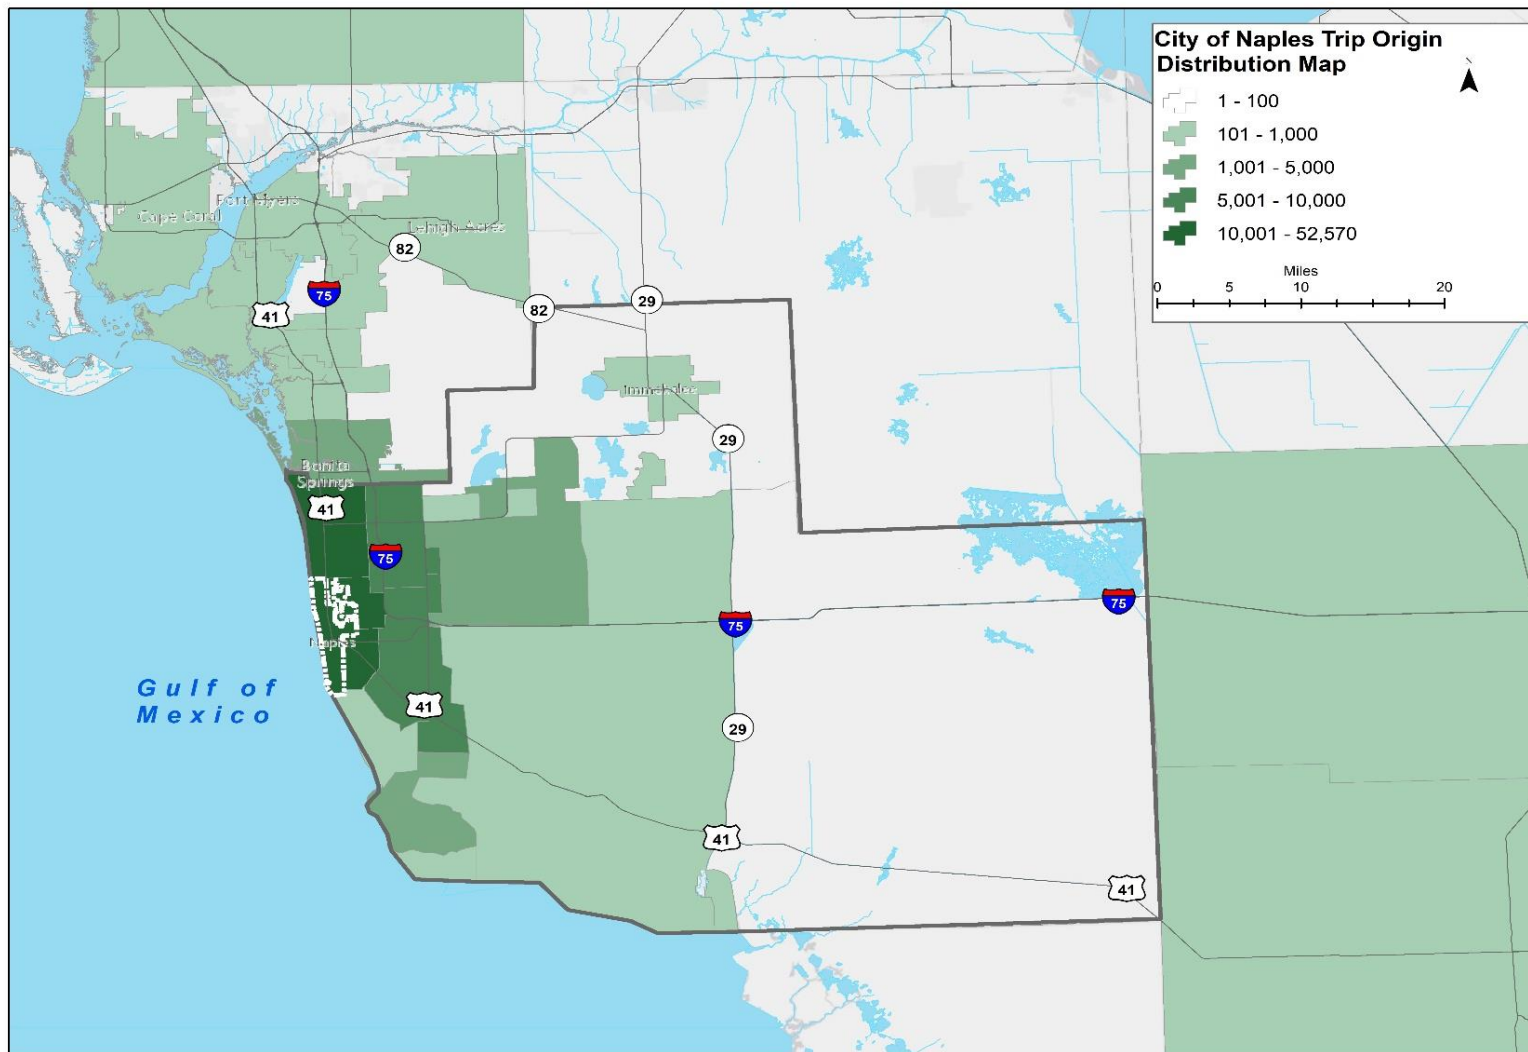 City of Naples Trip Origin
Distribution Map
N
1 - 100
101 - 1,000
1,001 - 5,000
5,001 - 10,000
10,001 - 52,570
Miles
0 5 10 20
Fort Myers
Cape Coral
Lehigh Acres
82
75
41
82
29
Immokalee
29
Bonita
Springs
41
75
75
75
Naples
Gulf of
Mexico
41
29
41
41